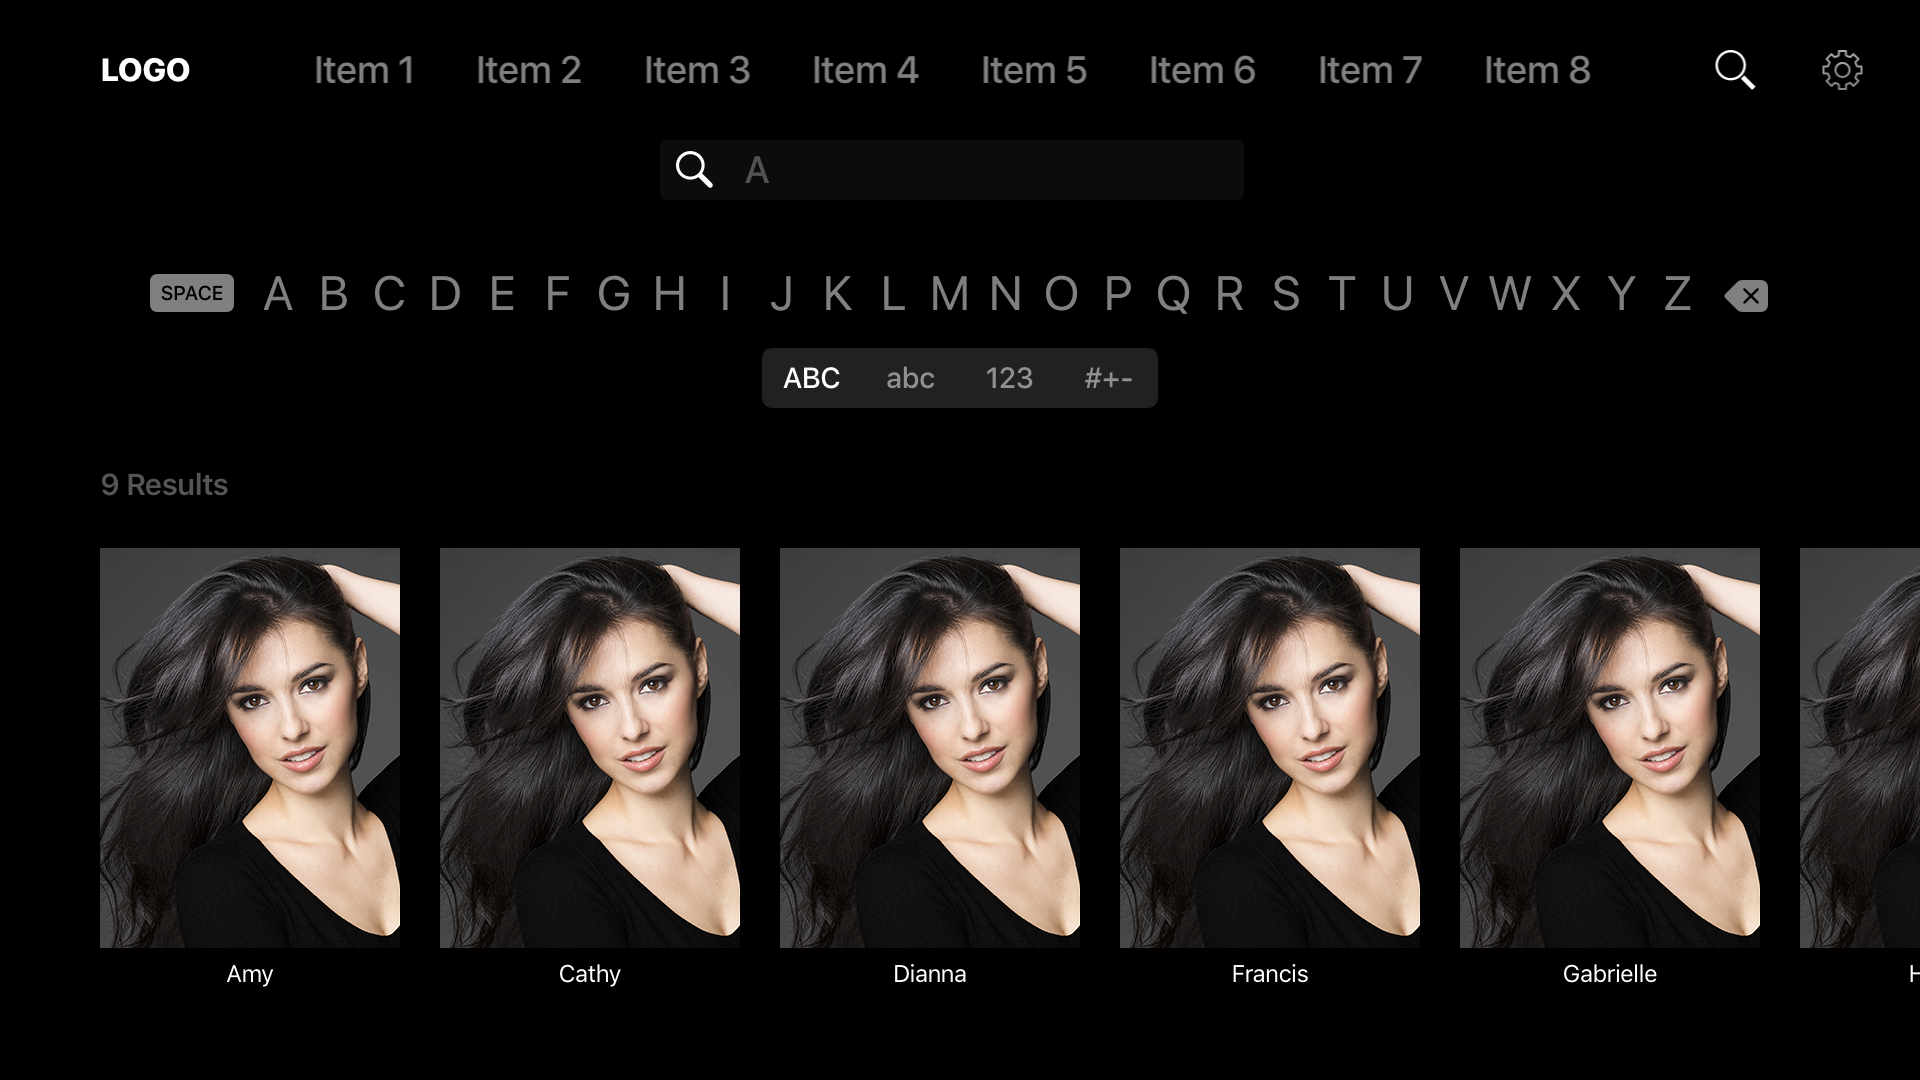 LOGO Item 1 Item 2 Item 3 Item 4 Item 5 Item 6 Item 7 Item 8
A
SPACE A B C D E F G H I J K L M N O P Q R S T U V W X Y Z
ABC abc 123 #+-
9 Results
Amy Cathy Dianna Francis Gabrielle H